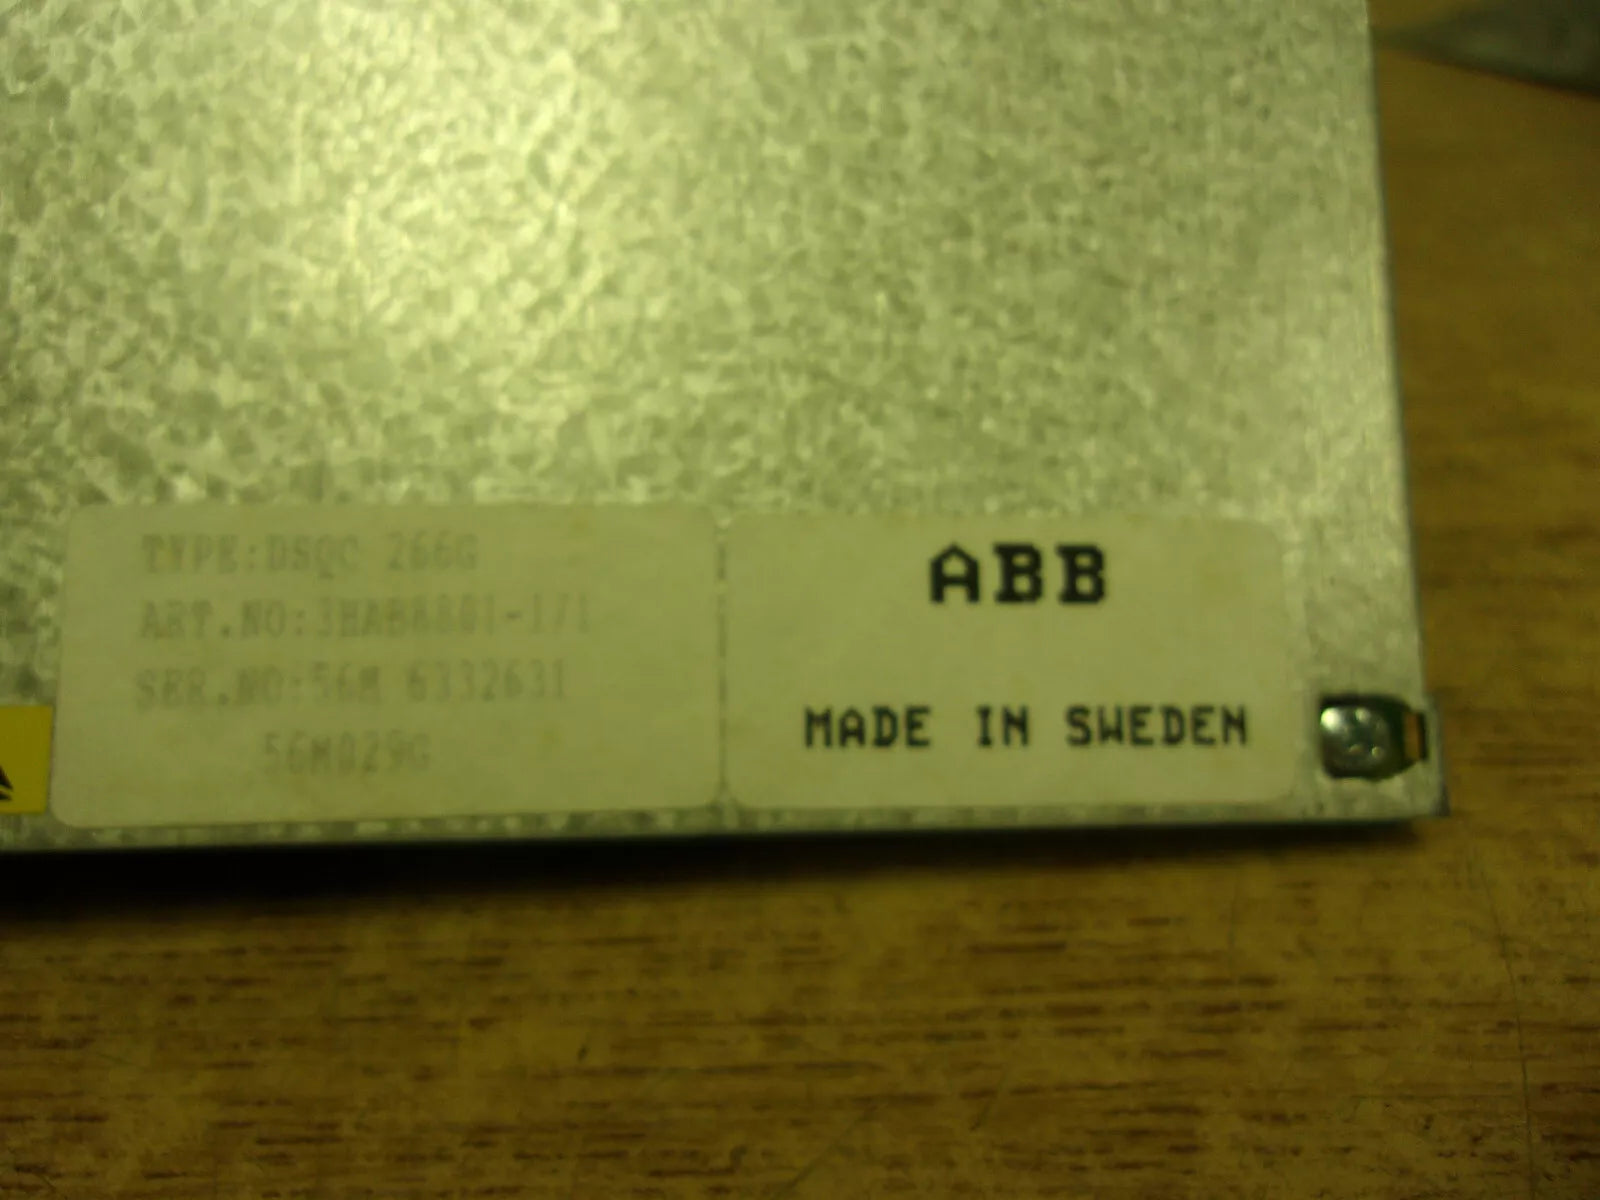 TYPE:DSQC 266G
ART.NO:3HAB8801-1/1
SER.NO:56M 6332631
56M029G
ABB
MADE IN SWEDEN